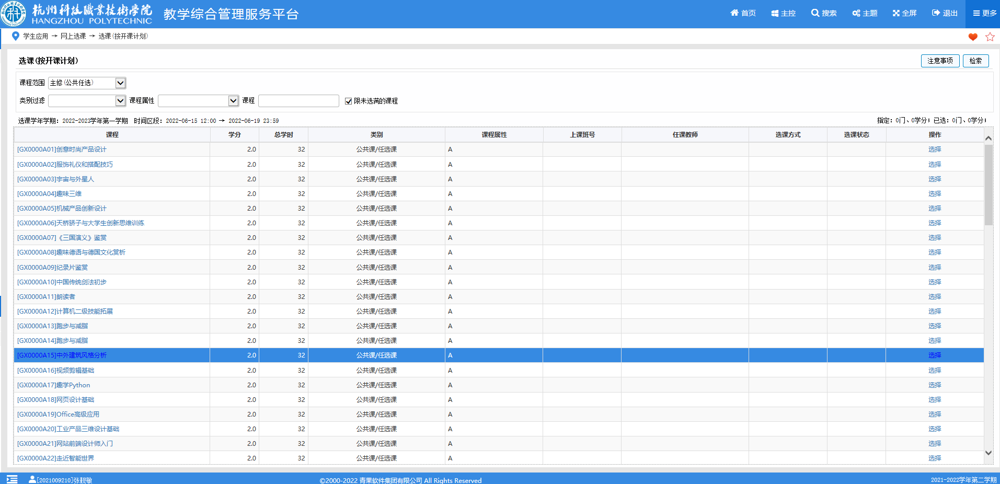 杭州科技職業技術學院
HANGZHOU POLYTECHNIC
教学综合管理服务平台
首页 主控 搜索 主题 全屏 退出 更多
学生应用 → 网上选课 → 选课(按开课计划)
选课(按开课计划) 注意事项 检索
课程范围 主修(公共任选)
类别过滤 课程属性 课程 限未选满的课程
选课学年学期：2022-2023学年第一学期 时间区段：2022-06-15 12:00 → 2022-06-19 23:59 指定：0门、0学分；已选：0门、0学分；
课程 学分 总学时 类别 课程属性 上课班号 任课教师 选课方式 选课状态 操作
[GX0000A01]创意时尚产品设计 2.0 32 公共课/任选课 A 选择
[GX0000A02]服饰礼仪和搭配技巧 2.0 32 公共课/任选课 A 选择
[GX0000A03]宇宙与外星人 2.0 32 公共课/任选课 A 选择
[GX0000A04]趣味三维 2.0 32 公共课/任选课 A 选择
[GX0000A05]机械产品创新设计 2.0 32 公共课/任选课 A 选择
[GX0000A06]天桥骄子与大学生创新思维训练 2.0 32 公共课/任选课 A 选择
[GX0000A07]《三国演义》鉴赏 2.0 32 公共课/任选课 A 选择
[GX0000A08]趣味德语与德国文化赏析 2.0 32 公共课/任选课 A 选择
[GX0000A09]纪录片鉴赏 2.0 32 公共课/任选课 A 选择
[GX0000A10]中国传统剑法初步 2.0 32 公共课/任选课 A 选择
[GX0000A11]朗读者 2.0 32 公共课/任选课 A 选择
[GX0000A12]计算机二级技能拓展 2.0 32 公共课/任选课 A 选择
[GX0000A13]跑步与减脂 2.0 32 公共课/任选课 A 选择
[GX0000A14]跑步与减脂 2.0 32 公共课/任选课 A 选择
[GX0000A15]中外建筑风格分析 2.0 32 公共课/任选课 A 选择
[GX0000A16]视频剪辑基础 2.0 32 公共课/任选课 A 选择
[GX0000A17]趣学Python 2.0 32 公共课/任选课 A 选择
[GX0000A18]网页设计基础 2.0 32 公共课/任选课 A 选择
[GX0000A19]Office高级应用 2.0 32 公共课/任选课 A 选择
[GX0000A20]工业产品三维设计基础 2.0 32 公共课/任选课 A 选择
[GX0000A21]网站前端设计师入门 2.0 32 公共课/任选课 A 选择
[GX0000A22]走近智能世界 2.0 32 公共课/任选课 A 选择
[2021009210]张靓敏 ©2000-2022 青果软件集团有限公司 All Rights Reserved 2021-2022学年第二学期